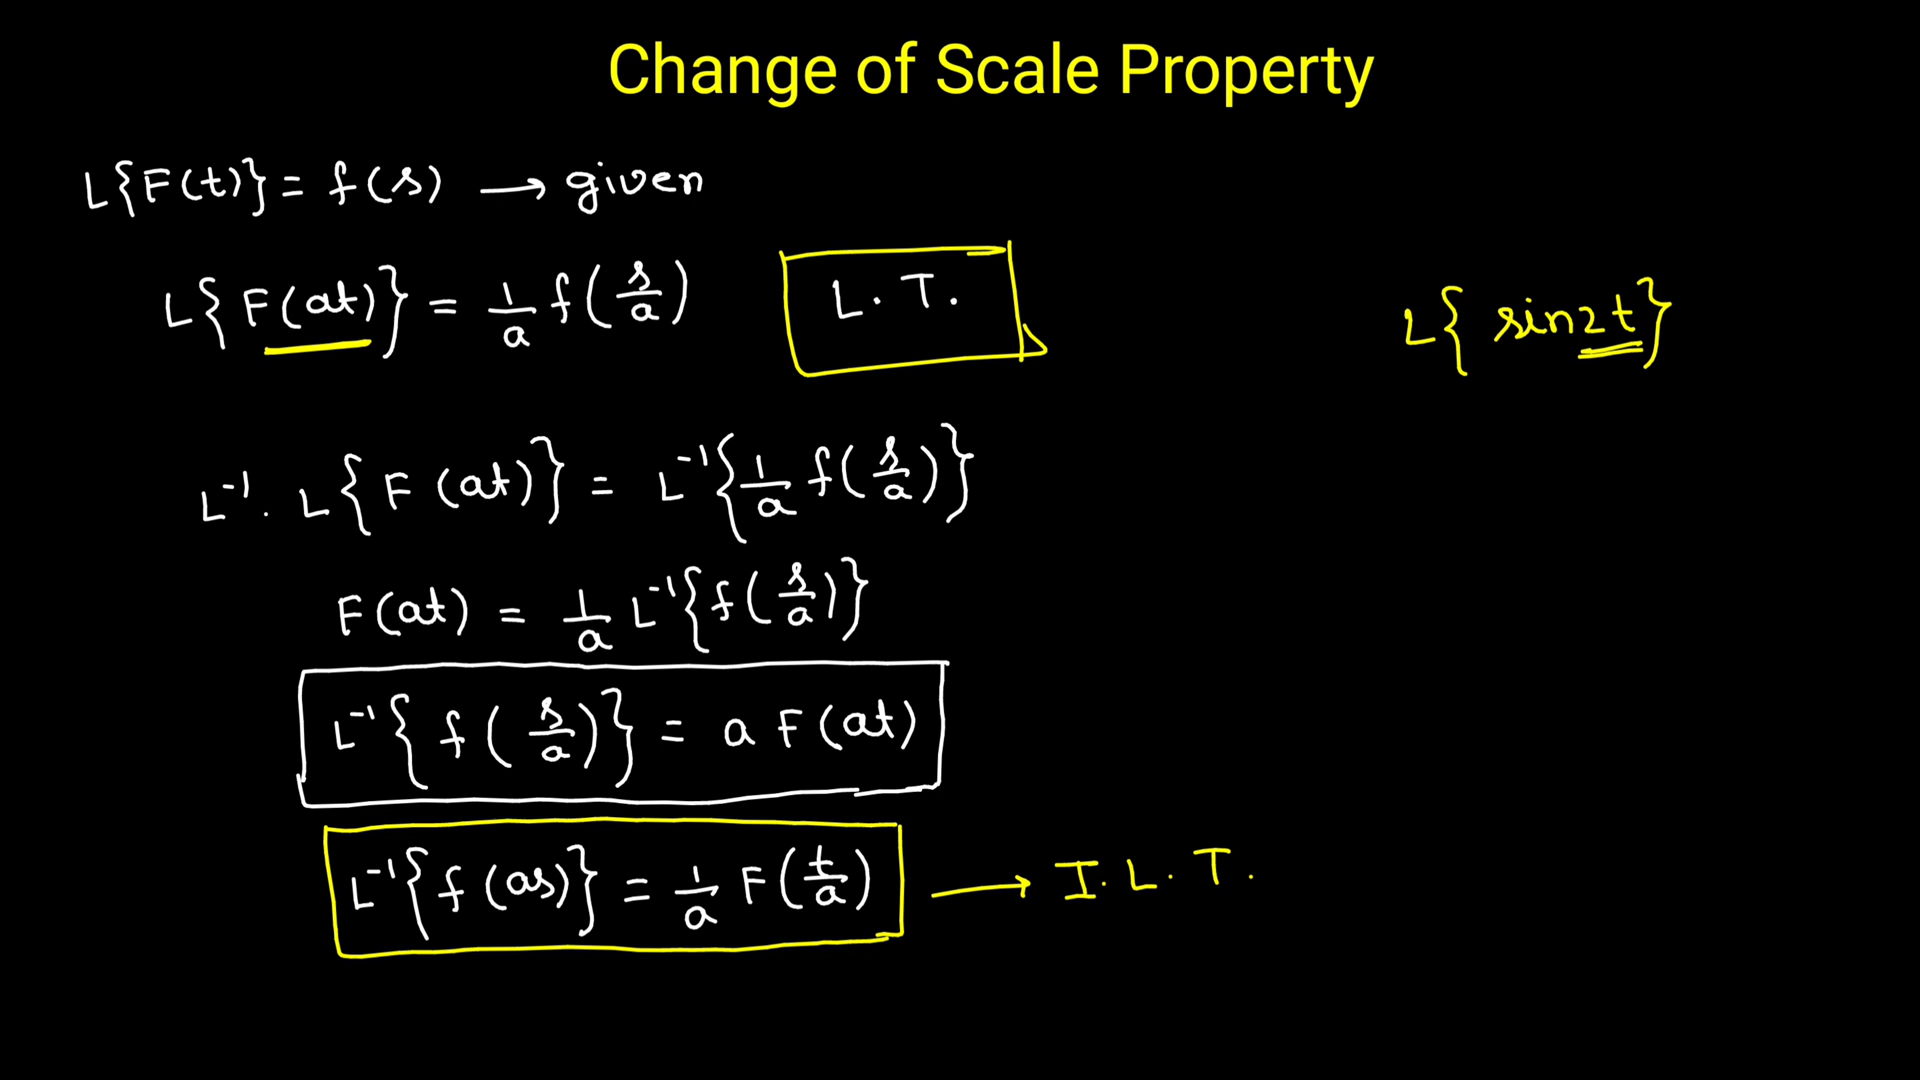 Change of Scale Property
L{F(t)} = f(s) → given
L{F(at)} = 1/a f(s/a) L.T. L{sin2t}
L⁻¹. L{F(at)} = L⁻¹{1/a f(s/a)}
F(at) = 1/a L⁻¹{f(s/a)}
L⁻¹{f(s/a)} = a F(at)
L⁻¹{f(as)} = 1/a F(t/a) → I.L.T.